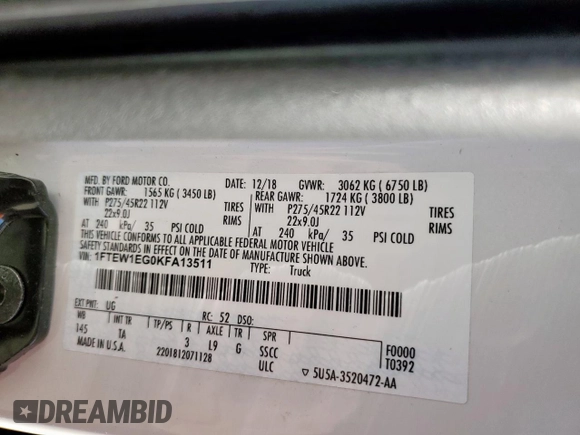 MFD. BY FORD MOTOR CO.
DATE: 12/18
GVWR: 3062 KG ( 6750 LB)
FRONT GAWR: 1565 KG ( 3450 LB)
REAR GAWR: 1724 KG ( 3800 LB)
WITH P275/45R22 112V TIRES
22x9.0J RIMS
AT 240 kPa/ 35 PSI COLD
WITH P275/45R22 112V TIRES
22x9.0J RIMS
AT 240 kPa/ 35 PSI COLD
THIS VEHICLE CONFORMS TO ALL APPLICABLE FEDERAL MOTOR VEHICLE
SAFETY STANDARDS IN EFFECT ON THE DATE OF MANUFACTURE SHOWN ABOVE.
VIN: 1FTEW1EG0KFA13511
TYPE: Truck
EXT PNT: UG RC: 52 DSO:
WB INT TR TP/PS R AXLE TR SPR
145 TA 3 L9 G SSCC
MADE IN U.S.A. 2201812071128 ULC
F0000
T0392
5U5A-3520472-AA
DREAMBID